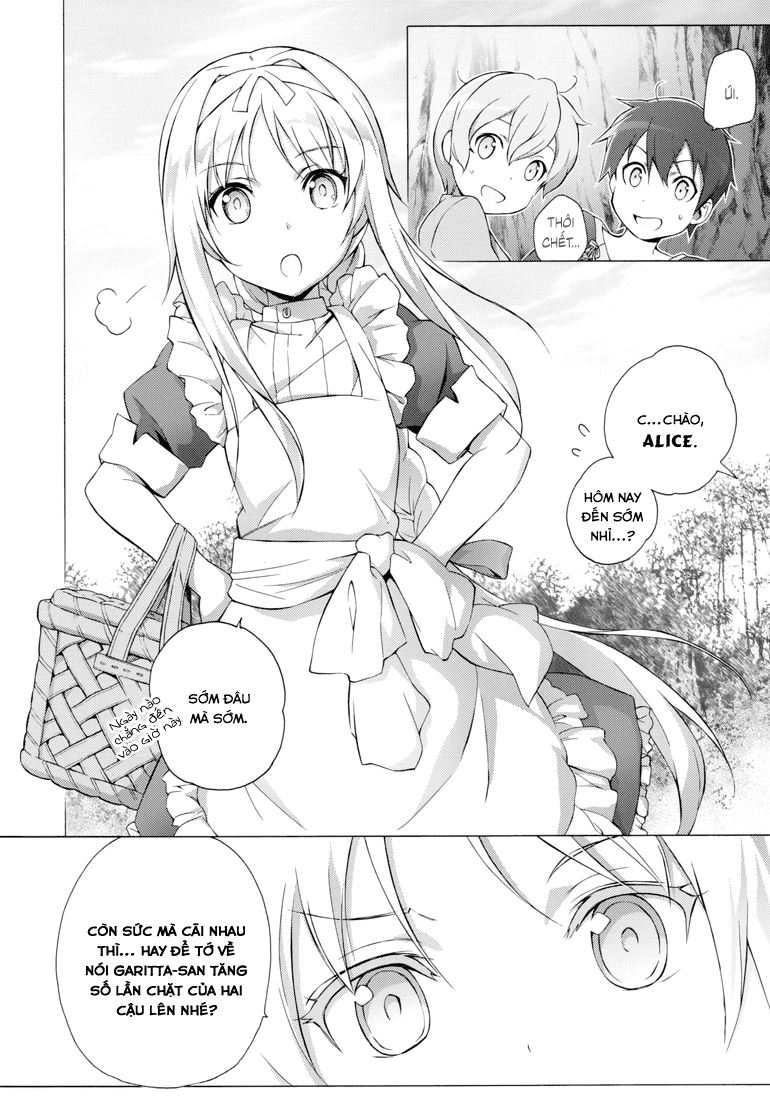 ÚI.
THÔI
CHẾT...
C...CHÀO,
ALICE.
HÔM NAY
ĐẾN SỚM
NHỈ...?
SỚM ĐÂU
MÀ SỚM.
Ngày nào
chẳng đến
vào giờ này
CÒN SỨC MÀ CÃI NHAU
THÌ... HAY ĐỂ TỚ VỀ
NÓI GARITTA-SAN TĂNG
SỐ LẦN CHẶT CỦA HAI
CẬU LÊN NHÉ?